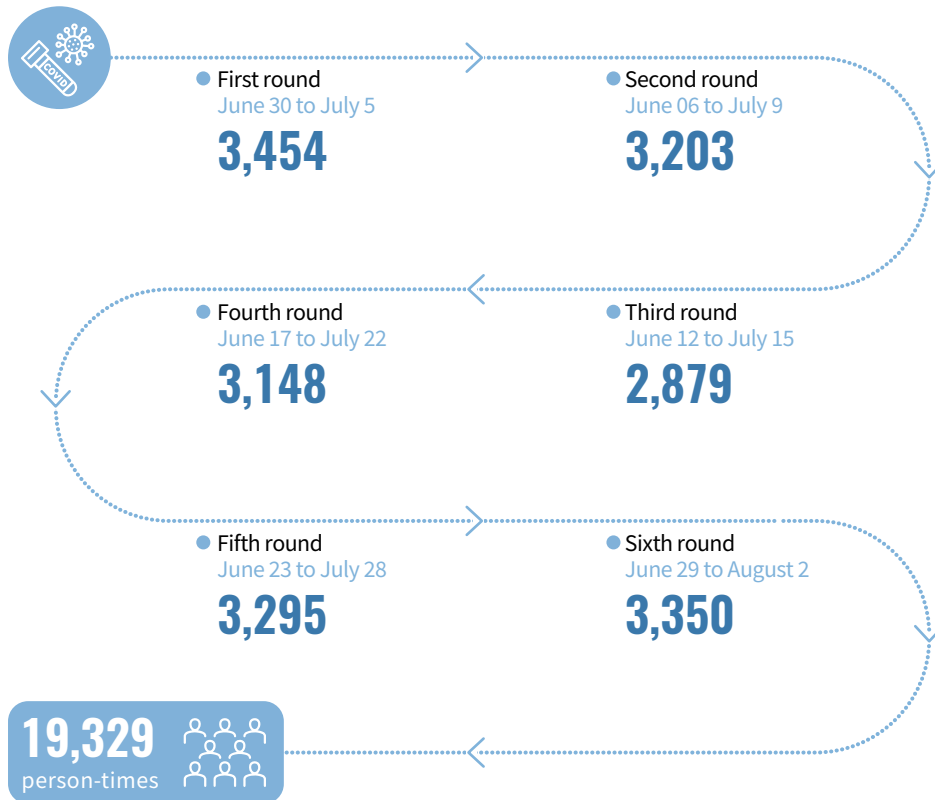 COVID
First round
June 30 to July 5
3,454
Second round
June 06 to July 9
3,203
Third round
June 12 to July 15
2,879
Fourth round
June 17 to July 22
3,148
Fifth round
June 23 to July 28
3,295
Sixth round
June 29 to August 2
3,350
19,329
person-times